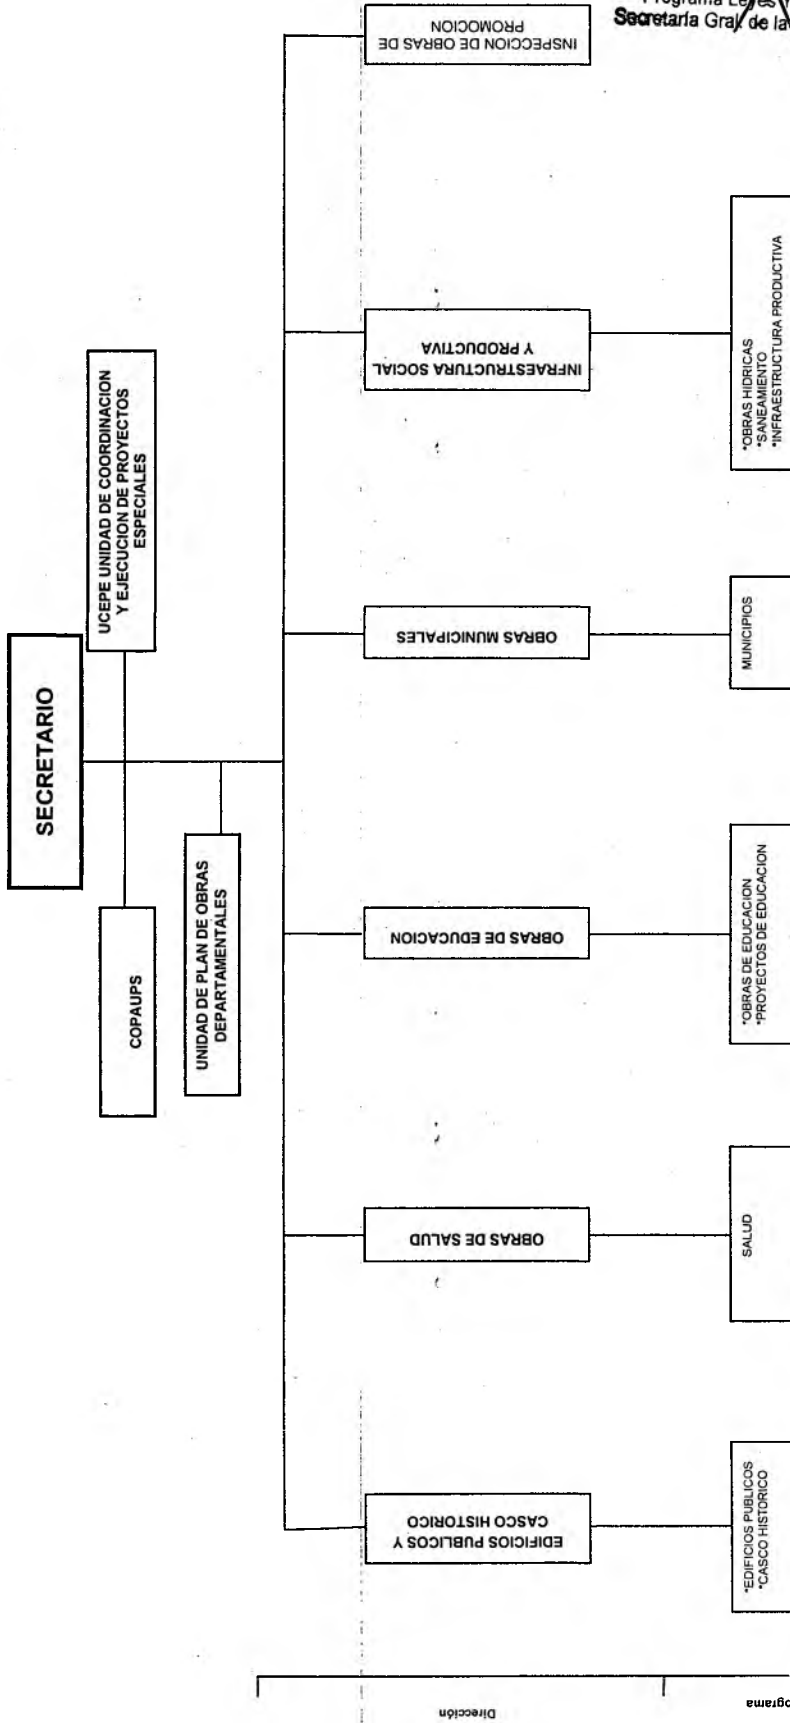 Secretaría Gral. de la
SECRETARIO
COPAUPS
UCEPE UNIDAD DE COORDINACION
Y EJECUCION DE PROYECTOS
ESPECIALES
UNIDAD DE PLAN DE OBRAS
DEPARTAMENTALES
Dirección
EDIFICIOS PUBLICOS Y
CASCO HISTORICO
OBRAS DE SALUD
OBRAS DE EDUCACION
OBRAS MUNICIPALES
INFRAESTRUCTURA SOCIAL
Y PRODUCTIVA
INSPECCION DE OBRAS DE
PROMOCION
ograma
*EDIFICIOS PUBLICOS
*CASCO HISTORICO
SALUD
*OBRAS DE EDUCACION
*PROYECTOS DE EDUCACION
MUNICIPIOS
*OBRAS HIDRICAS
*SANEAMIENTO
*INFRAESTRUCTURA PRODUCTIVA